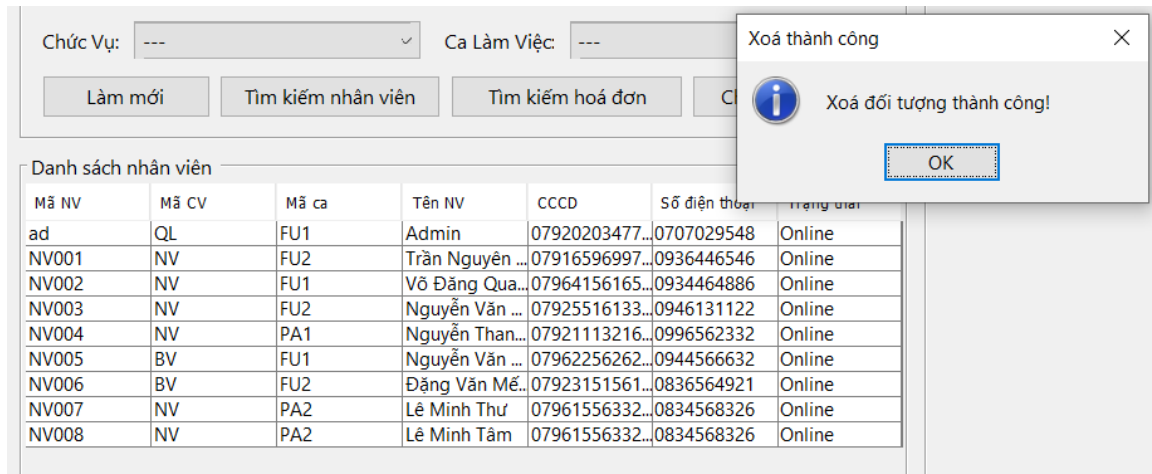 Chức Vụ: --- Ca Làm Việc: ---
Làm mới Tìm kiếm nhân viên Tìm kiếm hoá đơn
Xoá thành công
Xoá đối tượng thành công!
OK
Danh sách nhân viên
Mã NV Mã CV Mã ca Tên NV CCCD Số điện thoại Trạng thái
ad QL FU1 Admin 07920203477... 0707029548 Online
NV001 NV FU2 Trần Nguyên ... 07916596997... 0936446546 Online
NV002 NV FU1 Võ Đăng Qua... 07964156165... 0934464886 Online
NV003 NV FU2 Nguyễn Văn ... 07925516133... 0946131122 Online
NV004 NV PA1 Nguyễn Than... 07921113216... 0996562332 Online
NV005 BV FU1 Nguyễn Văn ... 07962256262... 0944566632 Online
NV006 BV FU2 Đặng Văn Mế... 07923151561... 0836564921 Online
NV007 NV PA2 Lê Minh Thư 07961556332... 0834568326 Online
NV008 NV PA2 Lê Minh Tâm 07961556332... 0834568326 Online